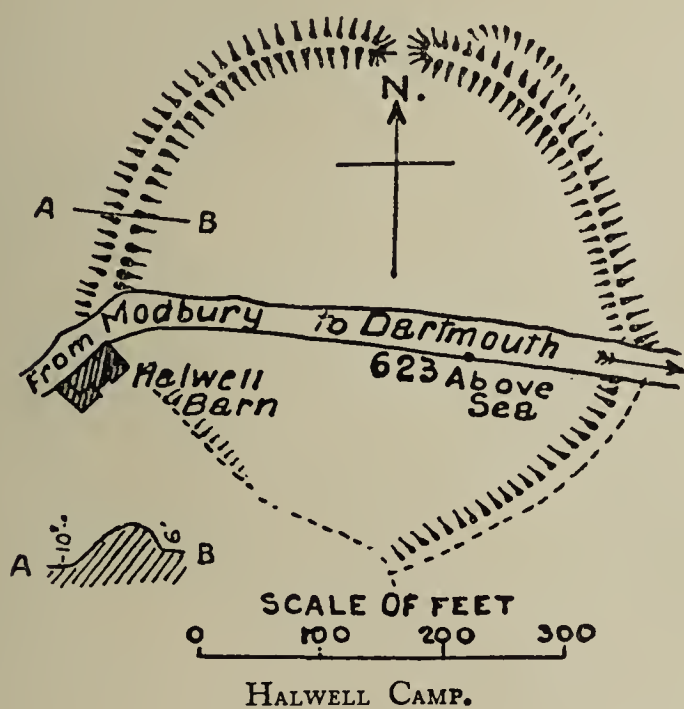 N.
A B
From Modbury to Dartmouth
Halwell
Barn
623 Above
Sea
A -10'- 6' B
SCALE OF FEET
0 100 200 300
HALWELL CAMP.